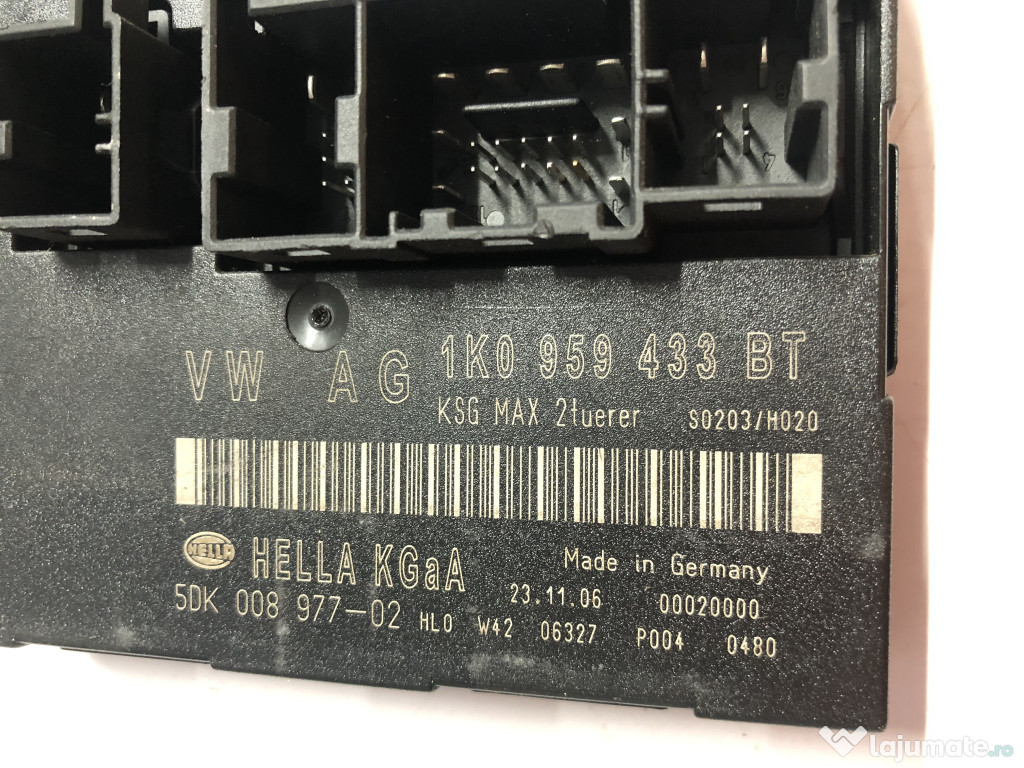 VW AG 1K0 959 433 BT
KSG MAX 2tuerer S0203/H020
HELLA HELLA KGaA Made in Germany
23.11.06 00020000
5DK 008 977-02 HL0 W42 06327 P004 0480
lajumate.ro